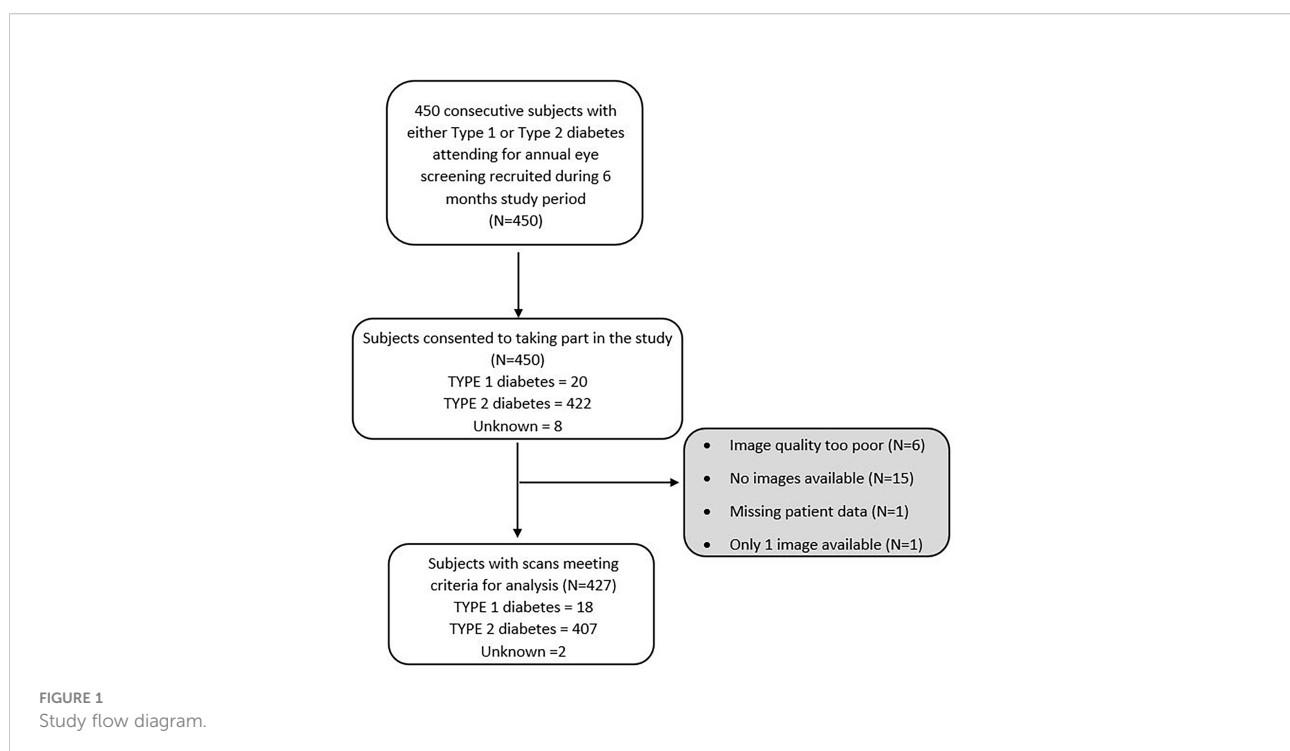 450 consecutive subjects with
either Type 1 or Type 2 diabetes
attending for annual eye
screening recruited during 6
months study period
(N=450)
Subjects consented to taking part in the study
(N=450)
TYPE 1 diabetes = 20
TYPE 2 diabetes = 422
Unknown = 8
• Image quality too poor (N=6)
• No images available (N=15)
• Missing patient data (N=1)
• Only 1 image available (N=1)
Subjects with scans meeting
criteria for analysis (N=427)
TYPE 1 diabetes = 18
TYPE 2 diabetes = 407
Unknown =2
FIGURE 1
Study flow diagram.